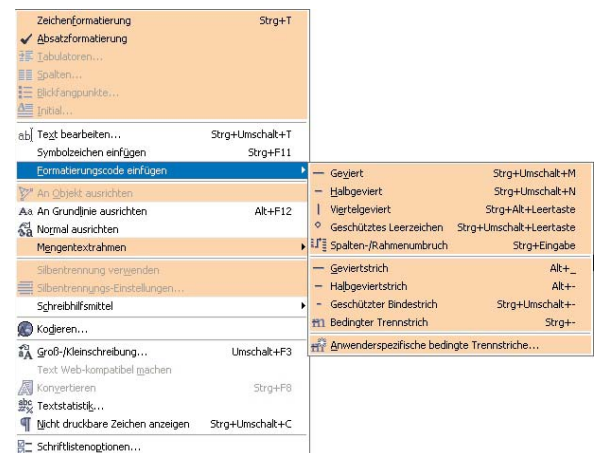 Zeichenformatierung Strg+T
Absatzformatierung
Tabulatoren...
Spalten...
Blickfangpunkte...
Initial...
ab Text bearbeiten... Strg+Umschalt+T
Symbolzeichen einfügen Strg+F11
Formatierungscode einfügen
An Objekt ausrichten
Aa An Grundlinie ausrichten Alt+F12
Normal ausrichten
Mengentextrahmen
Silbentrennung verwenden
Silbentrennungs-Einstellungen...
Schreibhilfsmittel
Kodieren...
Groß-/Kleinschreibung... Umschalt+F3
Text Web-kompatibel machen
Konvertieren Strg+F8
abc Textstatistik...
Nicht druckbare Zeichen anzeigen Strg+Umschalt+C
Schriftlistenoptionen...
Geviert Strg+Umschalt+M
Halbgeviert Strg+Umschalt+N
Viertelgeviert Strg+Alt+Leertaste
Geschütztes Leerzeichen Strg+Umschalt+Leertaste
Spalten-/Rahmenumbruch Strg+Eingabe
Geviertstrich Alt+_
Halbgeviertstrich Alt+-
Geschützter Bindestrich Strg+Umschalt+-
Bedingter Trennstrich Strg+-
Anwenderspezifische bedingte Trennstriche...